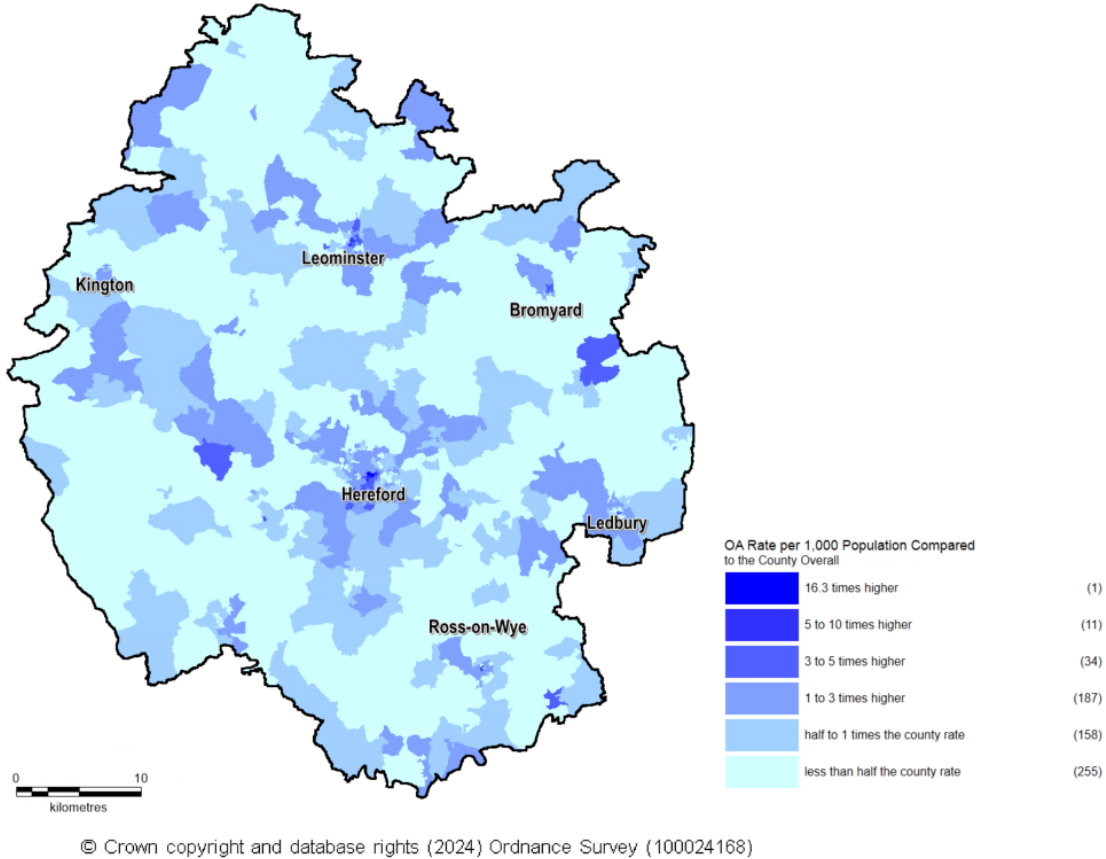 Leominster
Kington
Bromyard
Hereford
Ledbury
Ross-on-Wye
OA Rate per 1,000 Population Compared
to the County Overall
16.3 times higher (1)
5 to 10 times higher (11)
3 to 5 times higher (34)
1 to 3 times higher (187)
half to 1 times the county rate (158)
less than half the county rate (255)
0 10
kilometres
© Crown copyright and database rights (2024) Ordnance Survey (100024168)